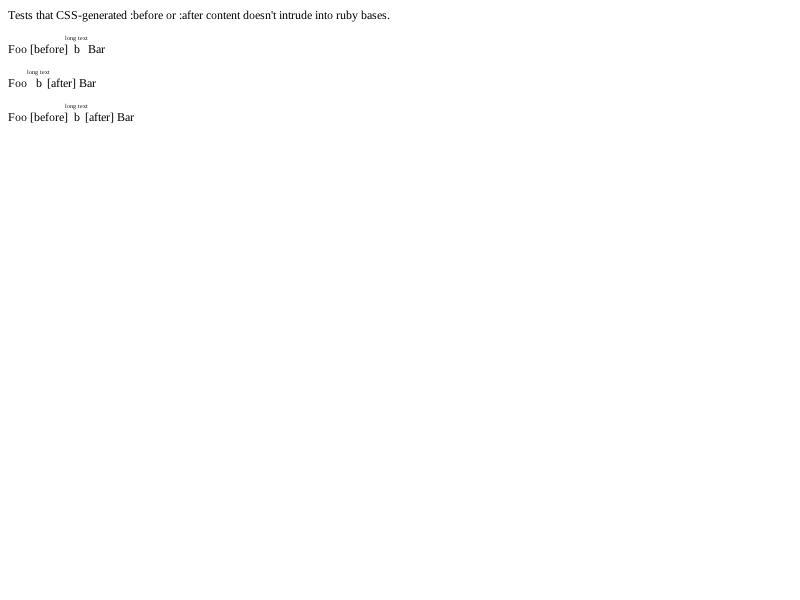 Tests that CSS-generated :before or :after content doesn't intrude into ruby bases.
long text
Foo [before] b Bar
long text
Foo b [after] Bar
long text
Foo [before] b [after] Bar